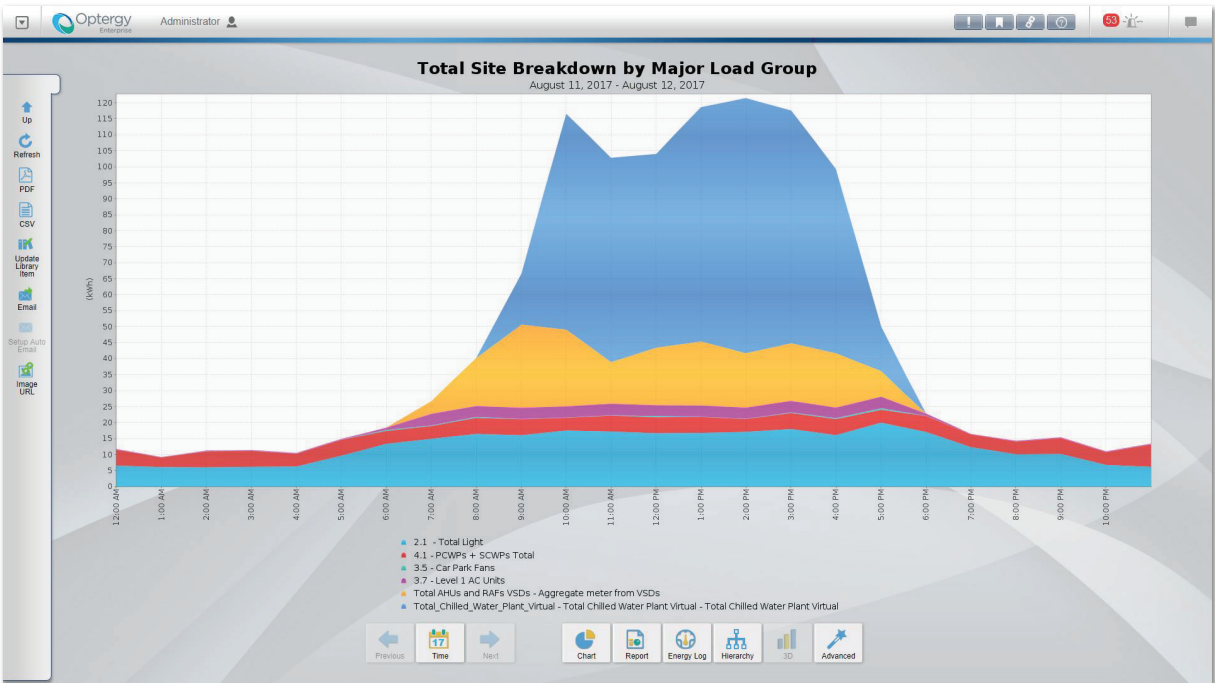 Optergy
Enterprise
Administrator
53
Total Site Breakdown by Major Load Group
August 11, 2017 - August 12, 2017
Up
Refresh
PDF
CSV
Update
Library
Item
Email
Setup Auto
Email
Image
URL
(kWh)
120
115
110
105
100
95
90
85
80
75
70
65
60
55
50
45
40
35
30
25
20
15
10
5
0
12:00 AM
1:00 AM
2:00 AM
3:00 AM
4:00 AM
5:00 AM
6:00 AM
7:00 AM
8:00 AM
9:00 AM
10:00 AM
11:00 AM
12:00 PM
1:00 PM
2:00 PM
3:00 PM
4:00 PM
5:00 PM
6:00 PM
7:00 PM
8:00 PM
9:00 PM
10:00 PM
2.1 - Total Light
4.1 - PCWPs + SCWPs Total
3.5 - Car Park Fans
3.7 - Level 1 AC Units
Total AHUs and RAFs VSDs - Aggregate meter from VSDs
Total_Chilled_Water_Plant_Virtual - Total Chilled Water Plant Virtual - Total Chilled Water Plant Virtual
17
Previous Time Next Chart Report Energy Log Hierarchy 3D Advanced